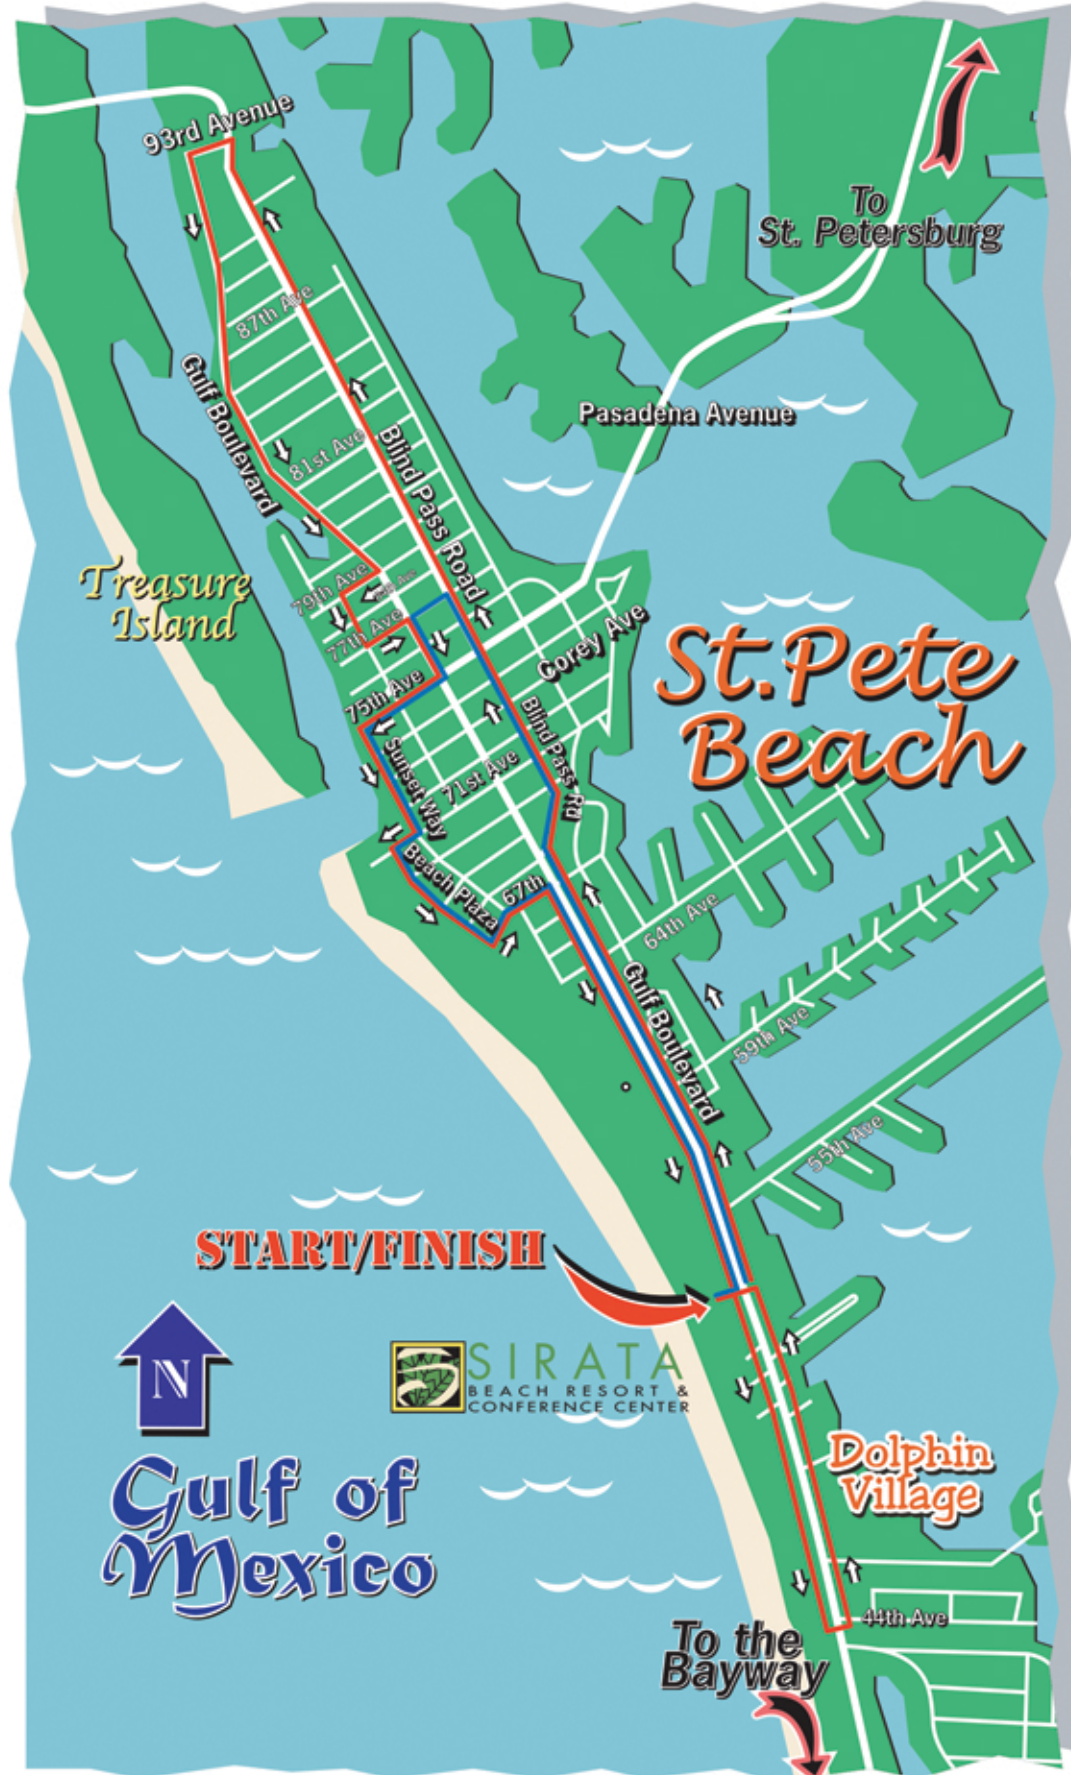 93rd Avenue
To
St. Petersburg
87th Ave
Gulf Boulevard
Pasadena Avenue
81st Ave
Blind Pass Road
Treasure
Island
79th Ave
77th Ave
Corey Ave
St.Pete
Beach
75th Ave
Sunset Way
71st Ave
Blind Pass Rd
Beach Plaza
67th
64th Ave
Gulf Boulevard
59th Ave
55th Ave
START/FINISH
N
SIRATA
BEACH RESORT &
CONFERENCE CENTER
Gulf of
Mexico
Dolphin
Village
44th Ave
To the
Bayway